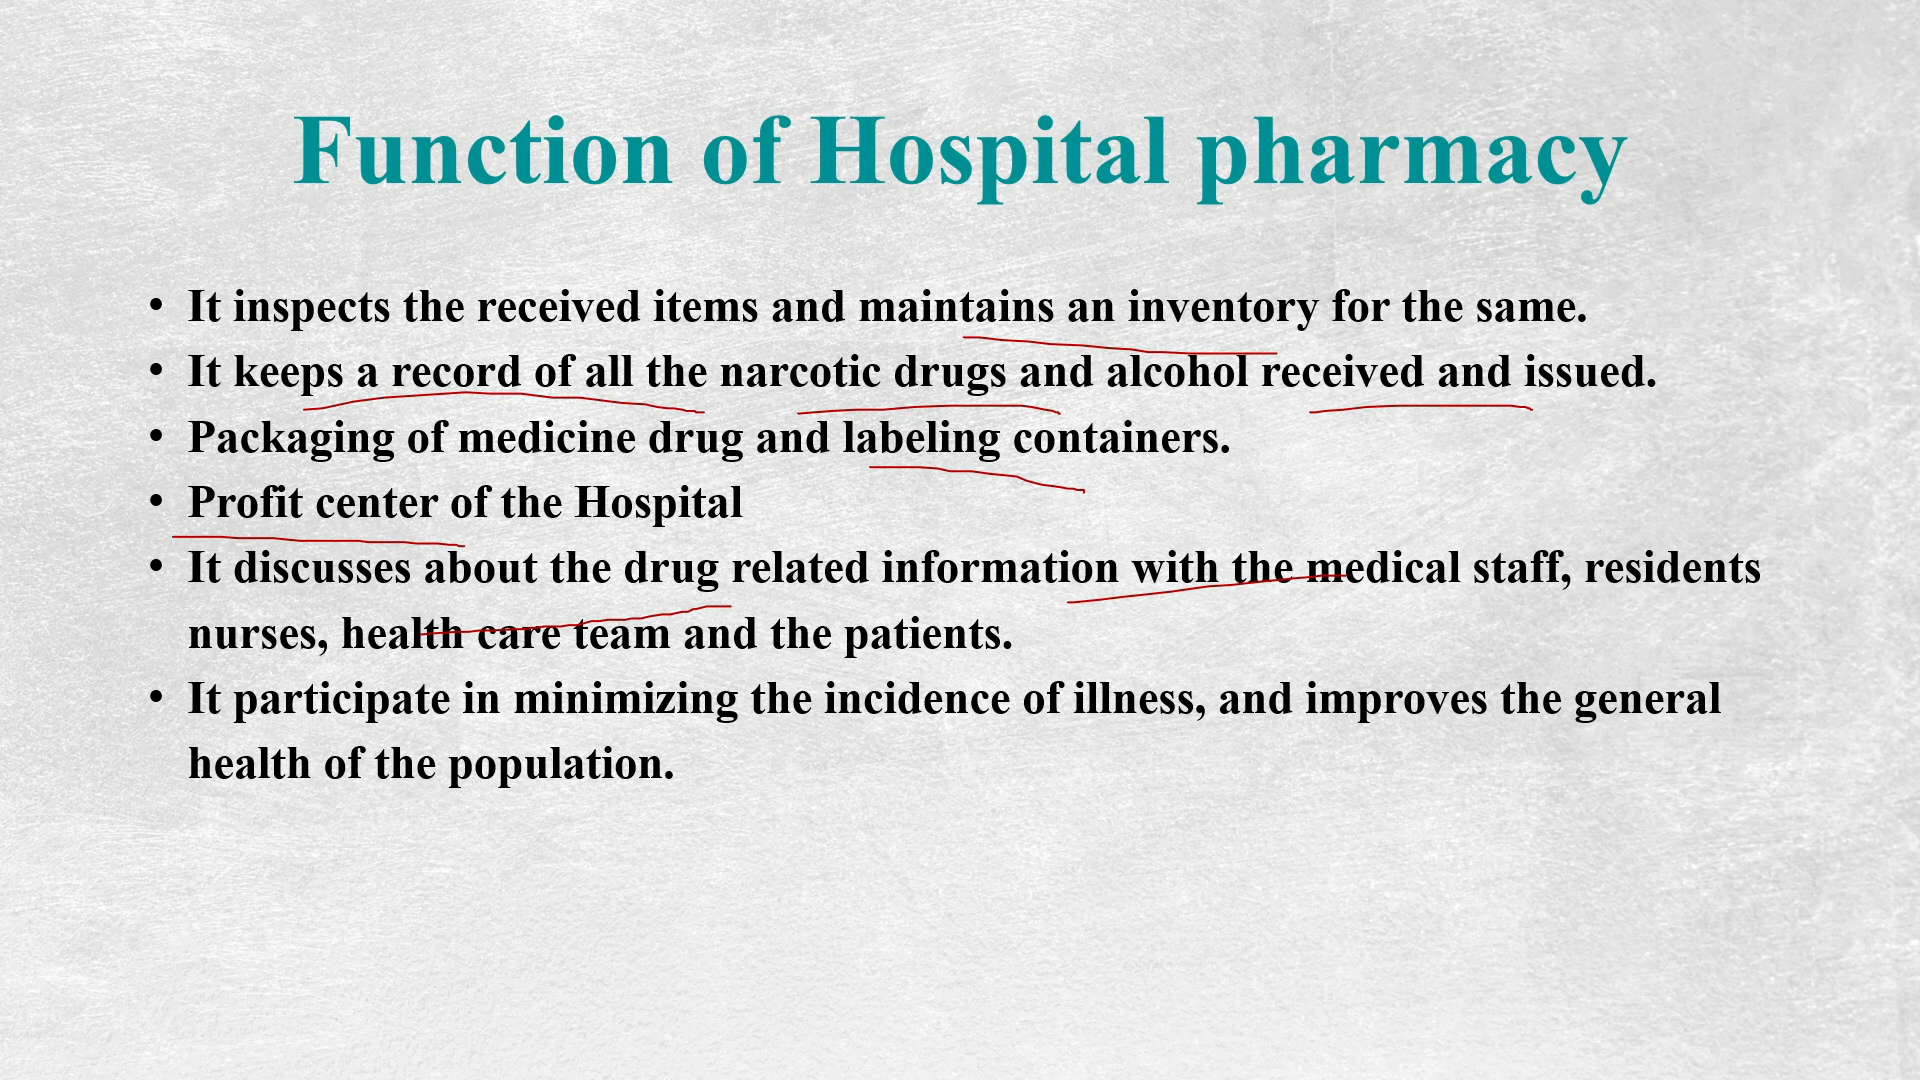 Function of Hospital pharmacy
• It inspects the received items and maintains an inventory for the same.
• It keeps a record of all the narcotic drugs and alcohol received and issued.
• Packaging of medicine drug and labeling containers.
• Profit center of the Hospital
• It discusses about the drug related information with the medical staff, residents
nurses, health care team and the patients.
• It participate in minimizing the incidence of illness, and improves the general
health of the population.